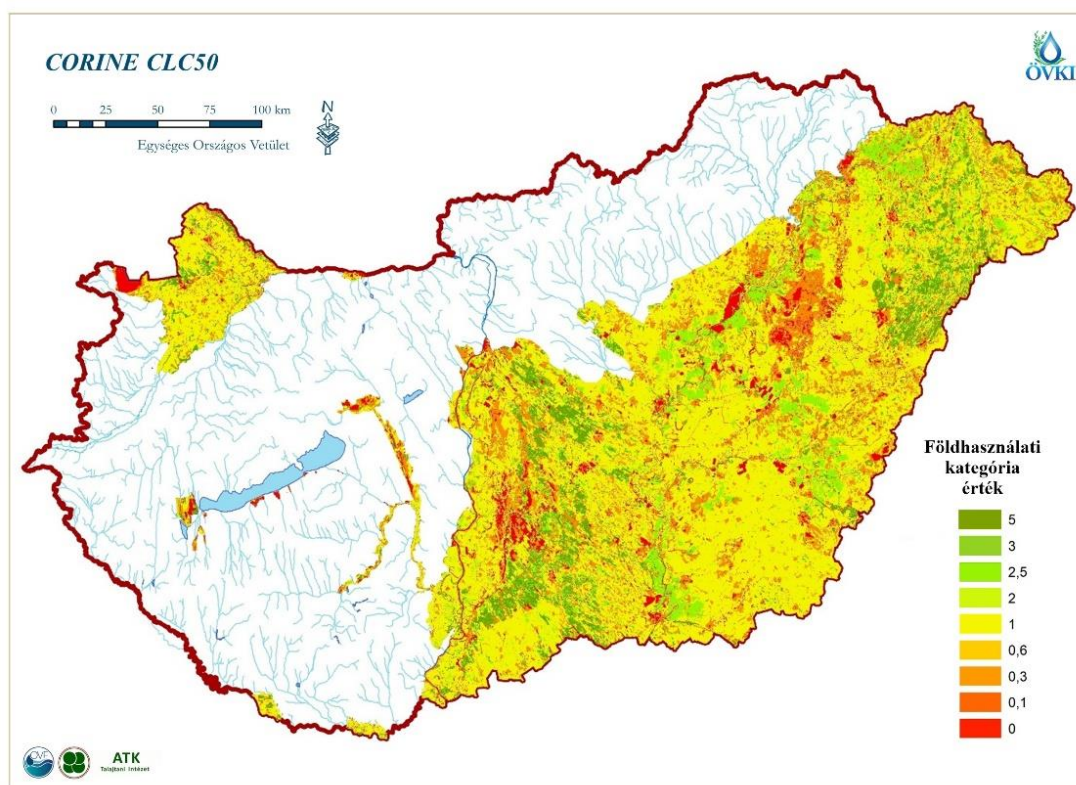 CORINE CLC50
0 25 50 75 100 km
Egységes Országos Vetület
N
ÖVKI
Földhasználati
kategória
érték
5
3
2,5
2
1
0,6
0,3
0,1
0
OVF
ATK
Talajtani Intézet